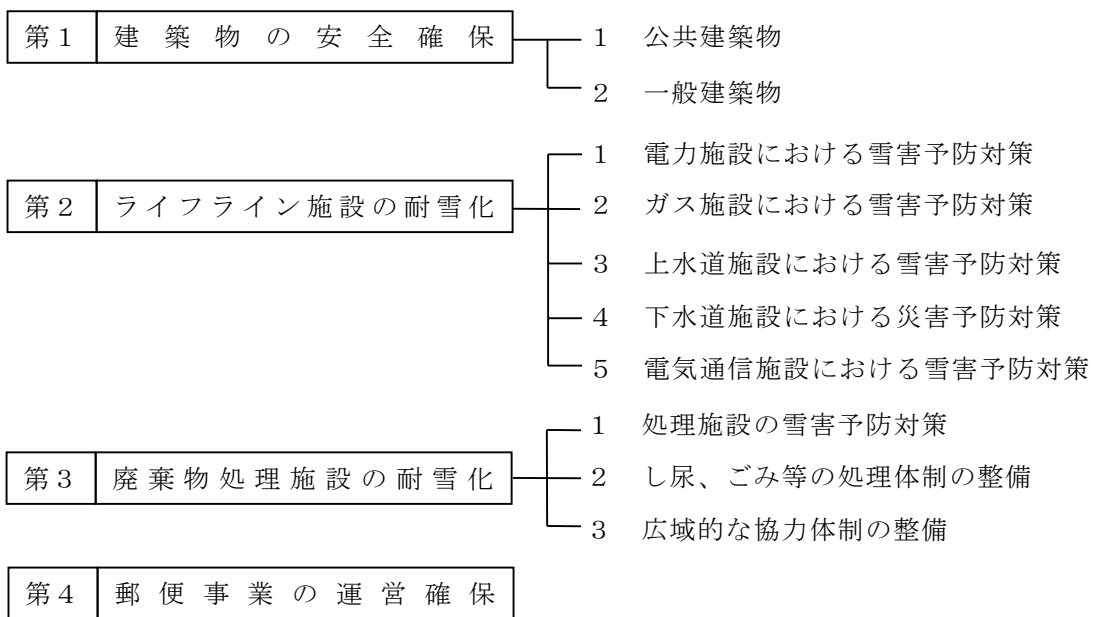 第1 建築物の安全確保
1 公共建築物
2 一般建築物
第2 ライフライン施設の耐雪化
1 電力施設における雪害予防対策
2 ガス施設における雪害予防対策
3 上水道施設における雪害予防対策
4 下水道施設における災害予防対策
5 電気通信施設における雪害予防対策
第3 廃棄物処理施設の耐雪化
1 処理施設の雪害予防対策
2 し尿、ごみ等の処理体制の整備
3 広域的な協力体制の整備
第4 郵便事業の運営確保